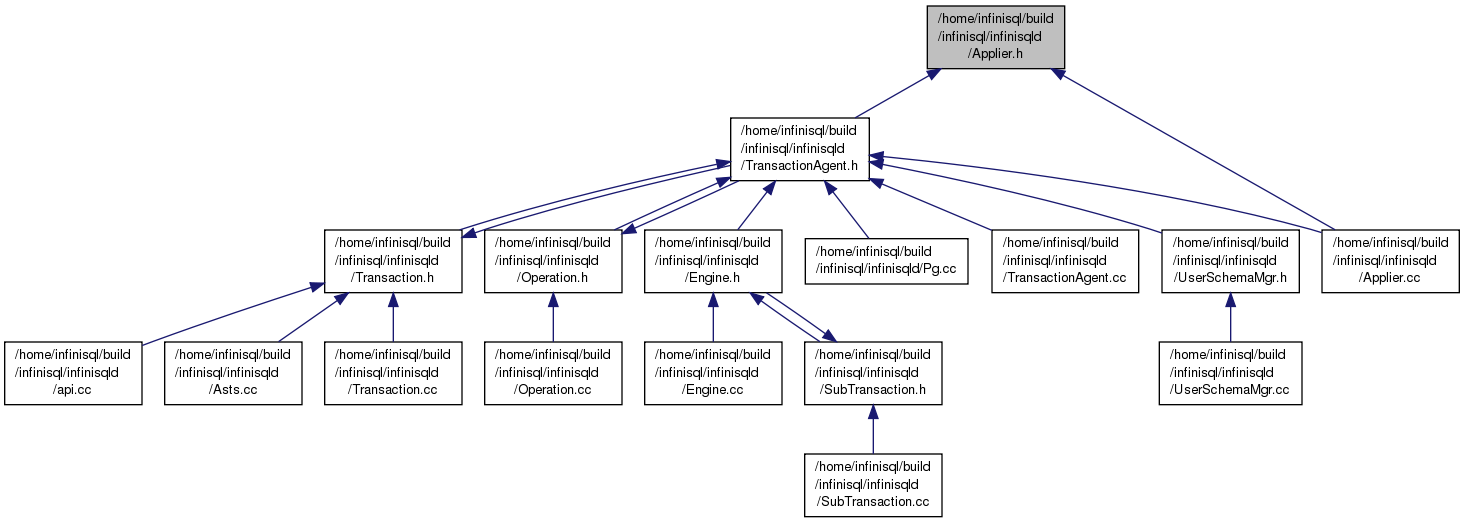 /home/infinisql/build
/infinisql/infinisqld
/Applier.h
/home/infinisql/build
/infinisql/infinisqld
/TransactionAgent.h
/home/infinisql/build
/infinisql/infinisqld
/Transaction.h
/home/infinisql/build
/infinisql/infinisqld
/Operation.h
/home/infinisql/build
/infinisql/infinisqld
/Engine.h
/home/infinisql/build
/infinisql/infinisqld/Pg.cc
/home/infinisql/build
/infinisql/infinisqld
/TransactionAgent.cc
/home/infinisql/build
/infinisql/infinisqld
/UserSchemaMgr.h
/home/infinisql/build
/infinisql/infinisqld
/Applier.cc
/home/infinisql/build
/infinisql/infinisqld
/api.cc
/home/infinisql/build
/infinisql/infinisqld
/Asts.cc
/home/infinisql/build
/infinisql/infinisqld
/Transaction.cc
/home/infinisql/build
/infinisql/infinisqld
/Operation.cc
/home/infinisql/build
/infinisql/infinisqld
/Engine.cc
/home/infinisql/build
/infinisql/infinisqld
/SubTransaction.h
/home/infinisql/build
/infinisql/infinisqld
/UserSchemaMgr.cc
/home/infinisql/build
/infinisql/infinisqld
/SubTransaction.cc